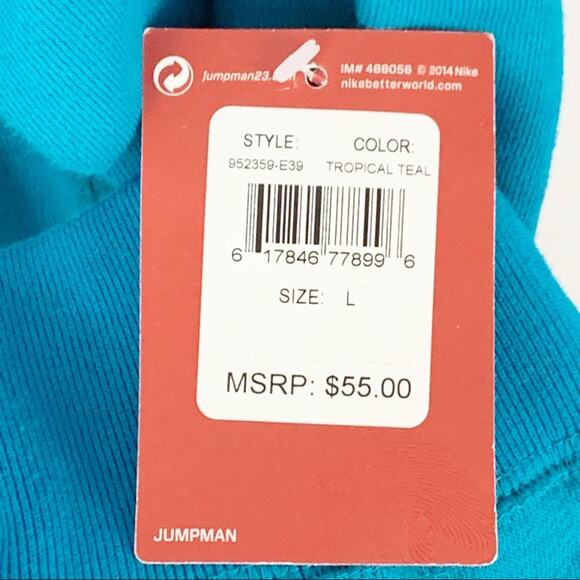 jumpman23.
IM# 488056 © 2014 Nike
nikebetterworld.com
STYLE: COLOR:
952359-E39 TROPICAL TEAL
6 17846 77899 6
SIZE: L
MSRP: $55.00
JUMPMAN